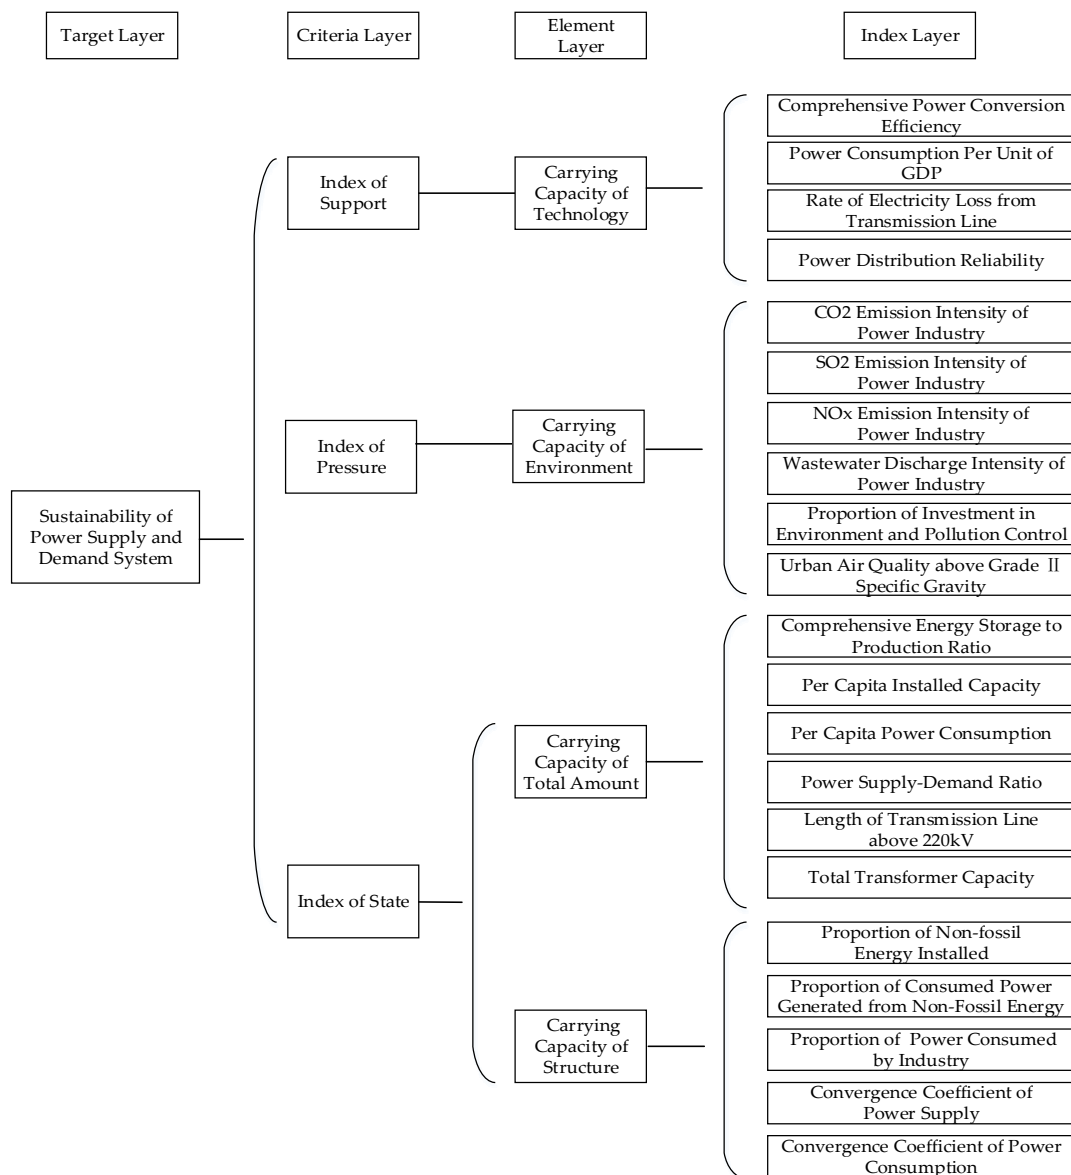 Target Layer
Criteria Layer
Element
Layer
Index Layer
Comprehensive Power Conversion
Efficiency
Power Consumption Per Unit of
GDP
Rate of Electricity Loss from
Transmission Line
Power Distribution Reliability
Index of
Support
Carrying
Capacity of
Technology
CO2 Emission Intensity of
Power Industry
SO2 Emission Intensity of
Power Industry
NOx Emission Intensity of
Power Industry
Wastewater Discharge Intensity of
Power Industry
Proportion of Investment in
Environment and Pollution Control
Urban Air Quality above Grade Ⅱ
Specific Gravity
Index of
Pressure
Carrying
Capacity of
Environment
Sustainability of
Power Supply and
Demand System
Comprehensive Energy Storage to
Production Ratio
Per Capita Installed Capacity
Per Capita Power Consumption
Power Supply-Demand Ratio
Length of Transmission Line
above 220kV
Total Transformer Capacity
Carrying
Capacity of
Total Amount
Index of State
Proportion of Non-fossil
Energy Installed
Proportion of Consumed Power
Generated from Non-Fossil Energy
Proportion of Power Consumed
by Industry
Convergence Coefficient of
Power Supply
Convergence Coefficient of Power
Consumption
Carrying
Capacity of
Structure